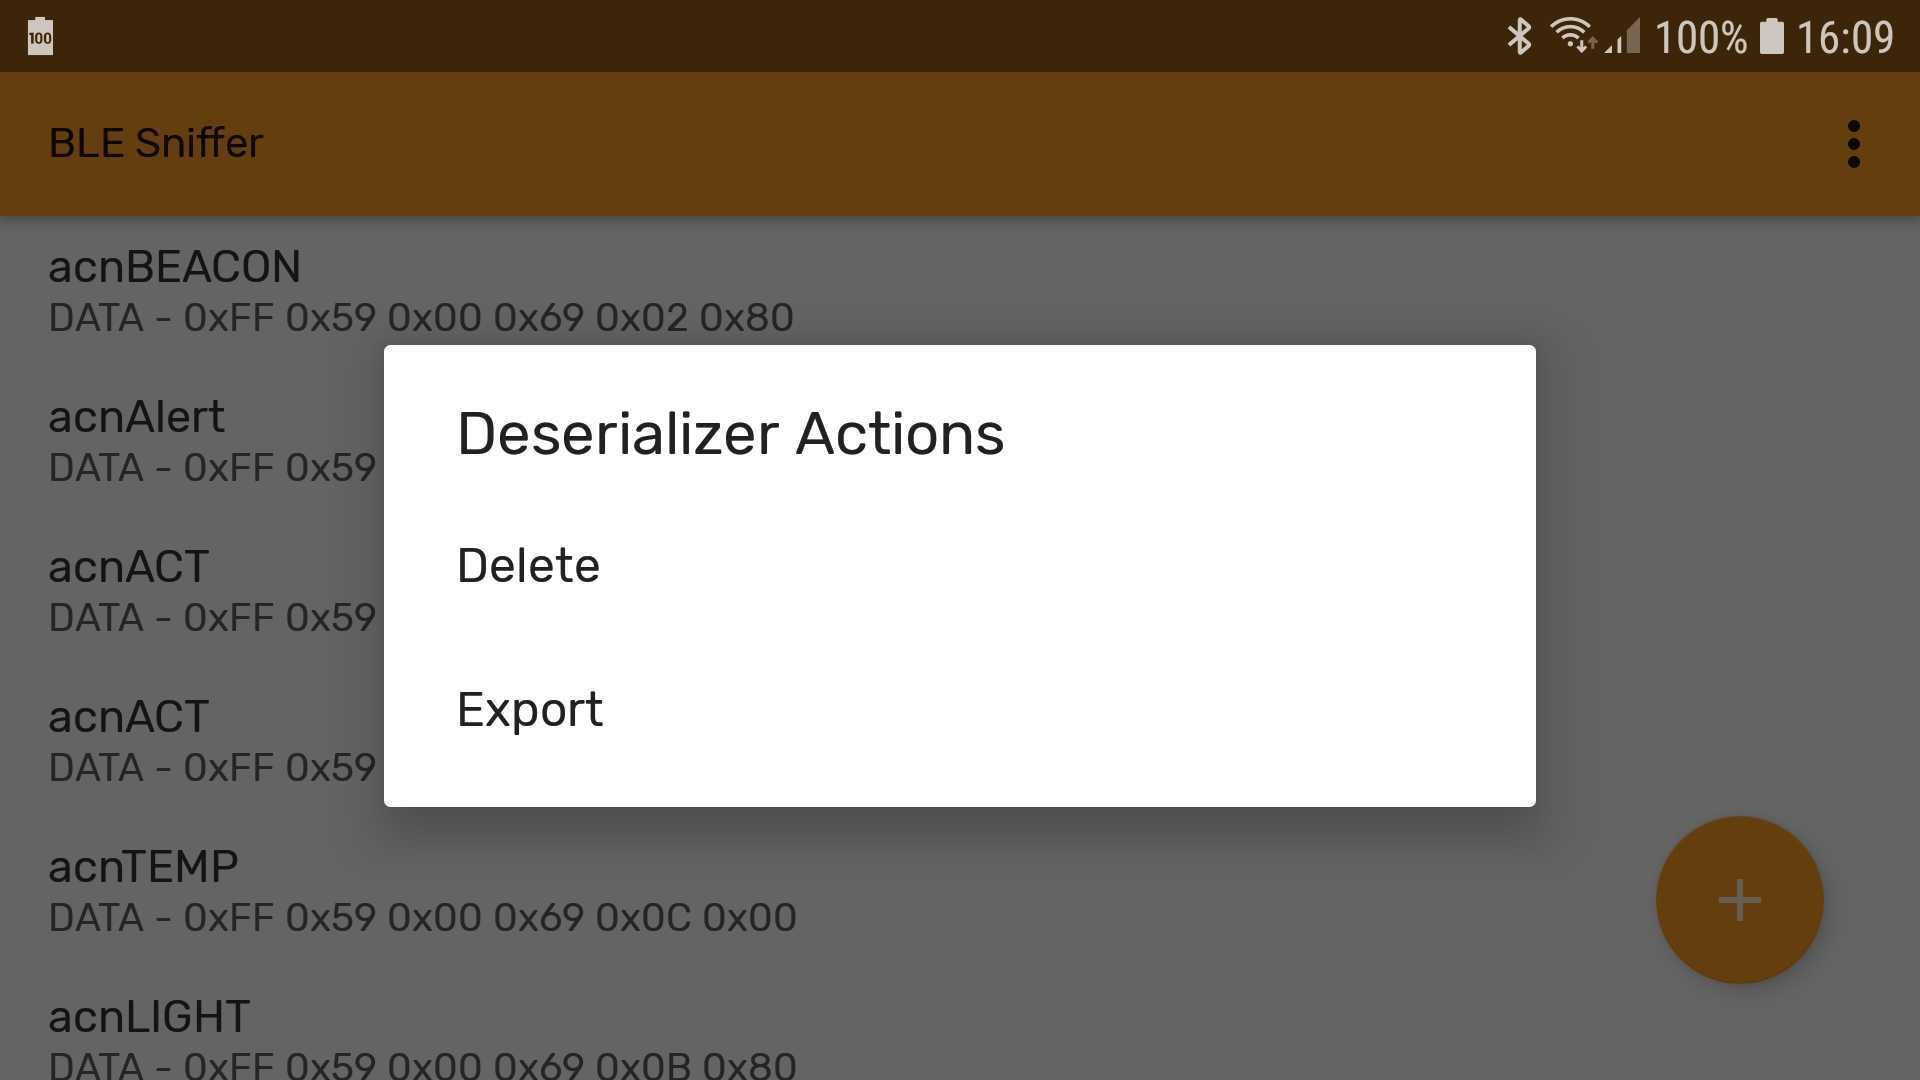 100
100% 16:09
BLE Sniffer
acnBEACON
DATA - 0xFF 0x59 0x00 0x69 0x02 0x80
acnAlert
DATA - 0xFF 0x59
acnACT
DATA - 0xFF 0x59
acnACT
DATA - 0xFF 0x59
Deserializer Actions
Delete
Export
acnTEMP
DATA - 0xFF 0x59 0x00 0x69 0x0C 0x00
acnLIGHT
DATA - 0xFF 0x59 0x00 0x69 0x0B 0x80